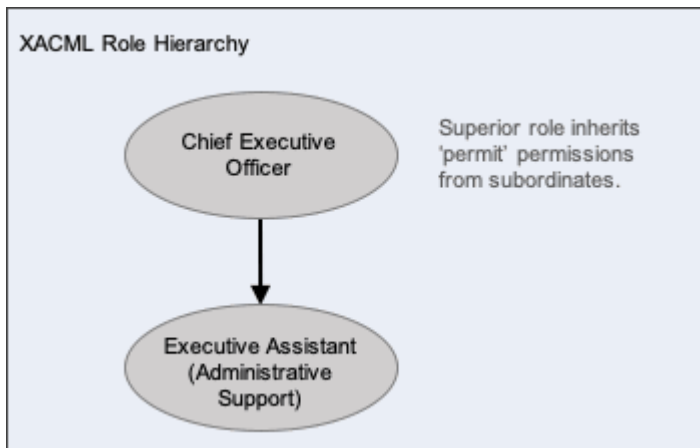 XACML Role Hierarchy
Chief Executive
Officer
Superior role inherits
'permit' permissions
from subordinates.
Executive Assistant
(Administrative
Support)